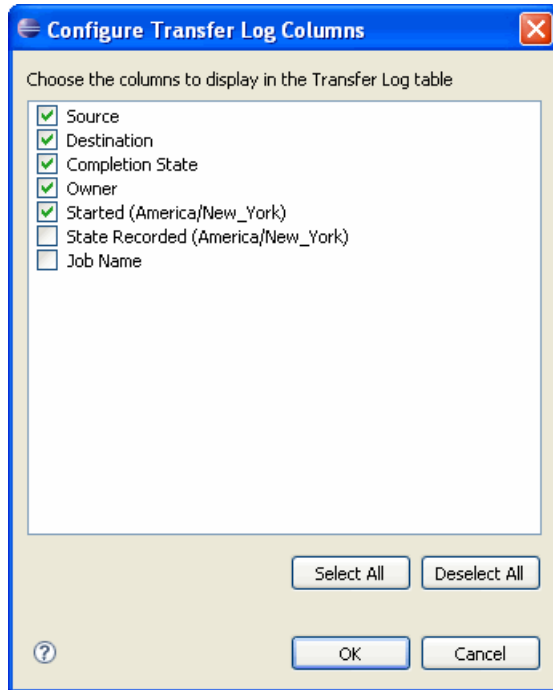 Configure Transfer Log Columns
Choose the columns to display in the Transfer Log table
Source
Destination
Completion State
Owner
Started (America/New_York)
State Recorded (America/New_York)
Job Name
Select All
Deselect All
?
OK
Cancel